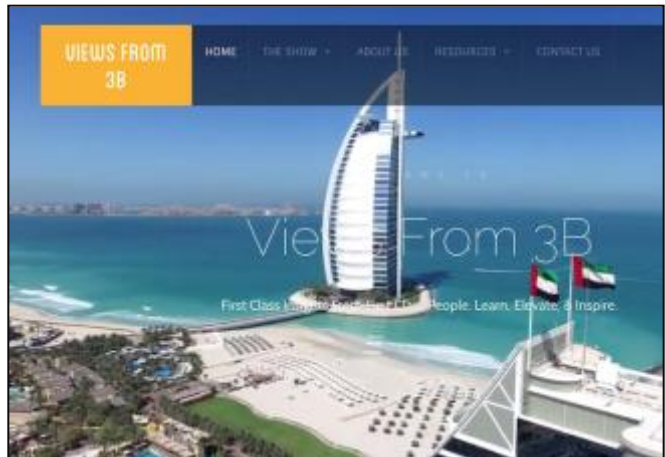 VIEWS FROM
3B
HOME
THE SHOW
ABOUT US
RESOURCES
CONTACT US
Views From 3B
First Class People. Learn, Elevate, & Inspire.